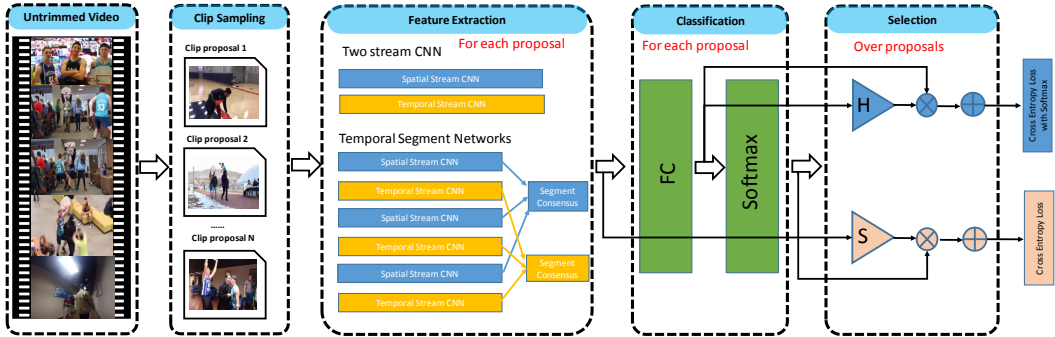 Untrimmed Video
Clip Sampling
Clip proposal 1
Clip proposal 2
......
Clip proposal N
Feature Extraction
For each proposal
Two stream CNN
Spatial Stream CNN
Temporal Stream CNN
Temporal Segment Networks
Spatial Stream CNN
Temporal Stream CNN
Spatial Stream CNN
Temporal Stream CNN
Spatial Stream CNN
Temporal Stream CNN
Segment
Consensus
Segment
Consensus
Classification
For each proposal
FC
Softmax
Selection
Over proposals
H
S
Cross Entropy Loss
with Softmax
Cross Entropy Loss